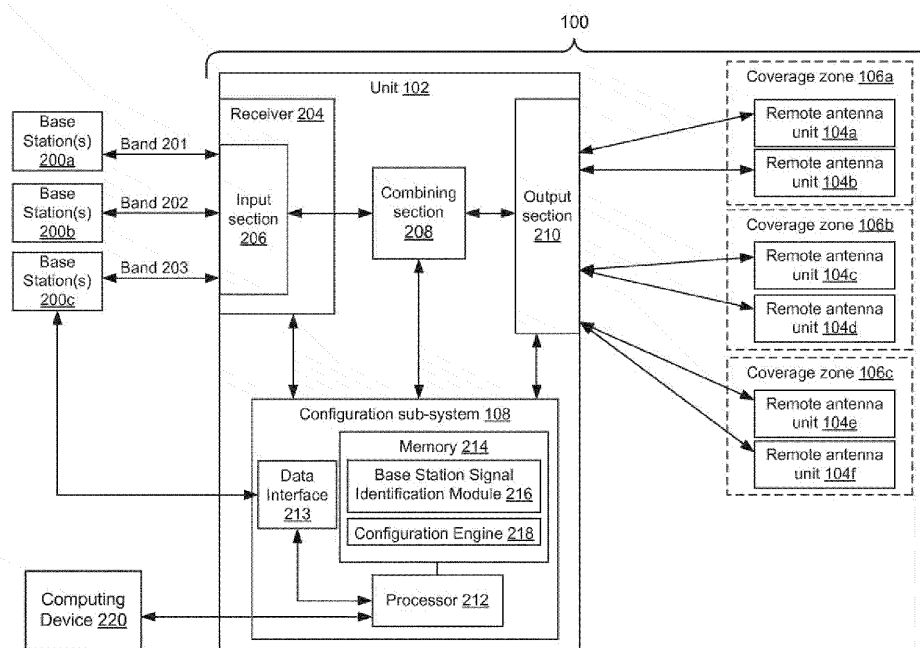 100
Unit 102
Receiver 204
Input
section
206
Combining
section
208
Output
section
210
Base
Station(s)
200a
Band 201
Base
Station(s)
200b
Band 202
Base
Station(s)
200c
Band 203
Coverage zone 106a
Remote antenna
unit 104a
Remote antenna
unit 104b
Coverage zone 106b
Remote antenna
unit 104c
Remote antenna
unit 104d
Coverage zone 106c
Remote antenna
unit 104e
Remote antenna
unit 104f
Configuration sub-system 108
Memory 214
Base Station Signal
Identification Module 216
Configuration Engine 218
Data
Interface
213
Processor 212
Computing
Device 220